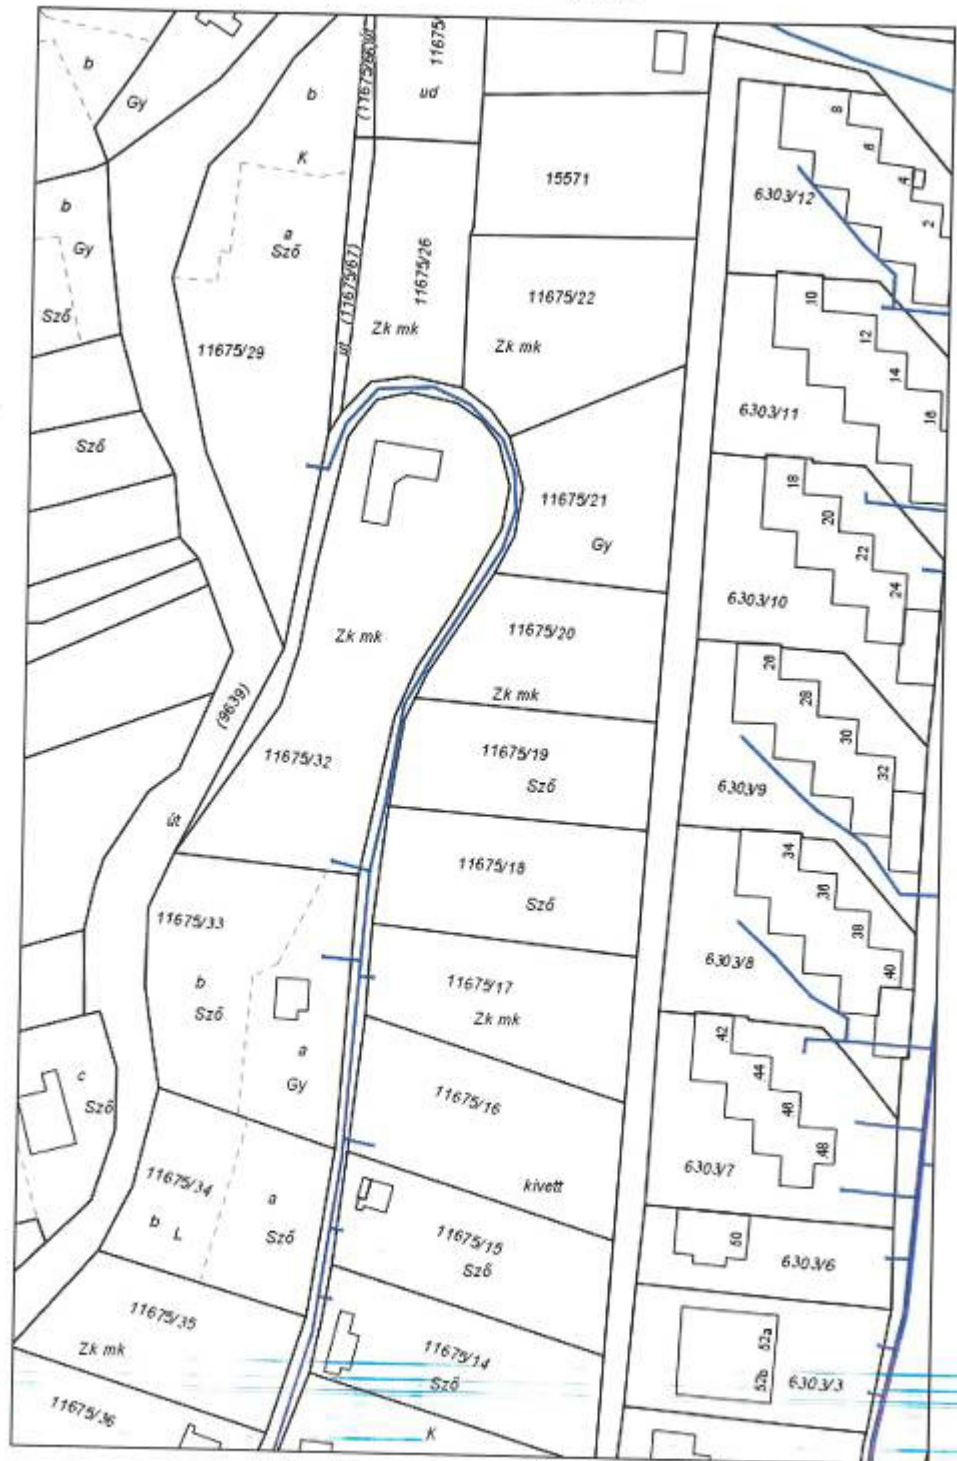 b
Gy
b
K
(11675/66) út
11675/
ud
8
6
4
2
15571
6303/12
b
Gy
a
Sző
11675/26
út (11675/67)
11675/22
Zk mk
Zk mk
Sző
11675/29
10
12
14
16
6303/11
Sző
18
20
22
24
11675/21
Gy
6303/10
Zk mk
11675/20
Zk mk
26
28
30
32
(9639)
11675/32
11675/19
Sző
6303/9
út
34
36
38
40
11675/18
Sző
11675/33
b
Sző
6303/8
11675/17
Zk mk
42
44
46
48
a
Gy
c
Sző
11675/16
kivett
6303/7
11675/34
b
L
a
Sző
11675/15
Sző
50
6303/6
11675/35
Zk mk
11675/14
Sző
52a
52b
6303/3
11675/36
K